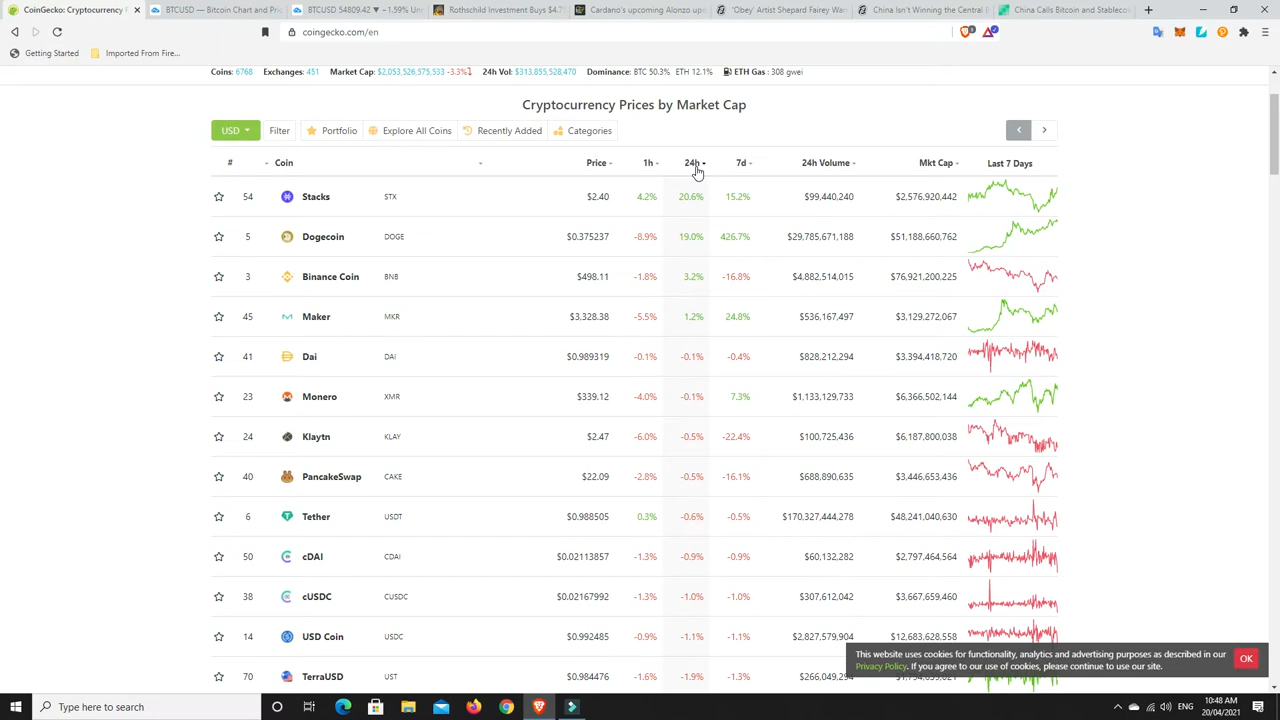 CoinGecko: Cryptocurrency P BTCUSD — Bitcoin Chart and Pri BTCUSD 54809.42 ▼ −1.59% Un Rothschild Investment Buys $4.7 Cardano's upcoming Alonzo up 'Obey' Artist Shepard Fairey Wa China Isn't Winning the Central China Calls Bitcoin and Stableco
coingecko.com/en
Getting Started Imported From Fire...
Coins: 6768 Exchanges: 451 Market Cap: $2,053,526,575,533 -3.3% 24h Vol: $313,855,528,470 Dominance: BTC 50.3% ETH 12.1% ETH Gas: 308 gwei
Cryptocurrency Prices by Market Cap
USD Filter Portfolio Explore All Coins Recently Added Categories
# Coin Price 1h 24h 7d 24h Volume Mkt Cap Last 7 Days
54 Stacks STX $2.40 4.2% 20.6% 15.2% $99,440,240 $2,576,920,442
5 Dogecoin DOGE $0.375237 -8.9% 19.0% 426.7% $29,785,671,188 $51,188,660,762
3 Binance Coin BNB $498.11 -1.8% 3.2% -16.8% $4,882,514,015 $76,921,200,225
45 Maker MKR $3,328.38 -5.5% 1.2% 24.8% $536,167,497 $3,129,272,067
41 Dai DAI $0.989319 -0.1% -0.1% -0.4% $828,212,294 $3,394,418,720
23 Monero XMR $339.12 -4.0% -0.1% 7.3% $1,133,129,733 $6,366,502,144
24 Klaytn KLAY $2.47 -6.0% -0.5% -22.4% $100,725,436 $6,187,800,038
40 PancakeSwap CAKE $22.09 -2.8% -0.5% -16.1% $688,890,635 $3,446,653,436
6 Tether USDT $0.988505 0.3% -0.6% -0.5% $170,327,444,278 $48,241,040,630
50 cDAI CDAI $0.02113857 -1.3% -0.9% -0.9% $60,132,282 $2,797,464,564
38 cUSDC CUSDC $0.02167992 -1.3% -1.0% -1.0% $307,612,042 $3,667,659,460
14 USD Coin USDC $0.992485 -0.9% -1.1% -1.1% $2,827,579,904 $12,683,628,558
70 TerraUSD UST $0.984476 -1.6% -1.9% -1.3%
This website uses cookies for functionality, analytics and advertising purposes as described in our
Privacy Policy. If you agree to our use of cookies, please continue to use our site.
OK
Type here to search
ENG
10:48 AM
20/04/2021